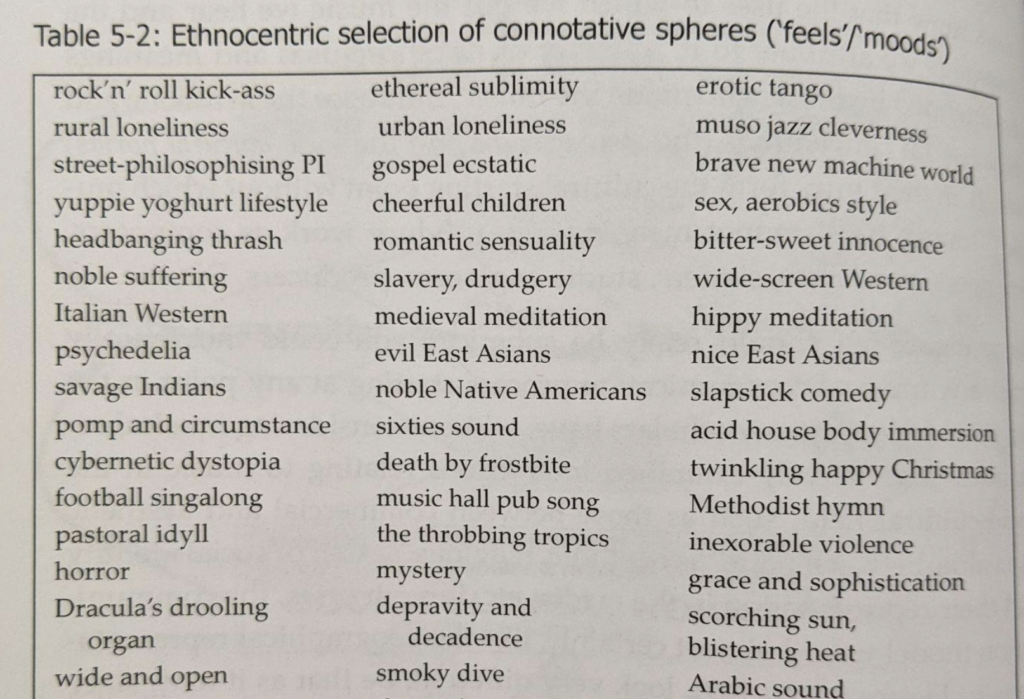 Table 5-2: Ethnocentric selection of connotative spheres (‘feels’/‘moods’)
rock’n’ roll kick-ass ethereal sublimity erotic tango
rural loneliness urban loneliness muso jazz cleverness
street-philosophising PI gospel ecstatic brave new machine world
yuppie yoghurt lifestyle cheerful children sex, aerobics style
headbanging thrash romantic sensuality bitter-sweet innocence
noble suffering slavery, drudgery wide-screen Western
Italian Western medieval meditation hippy meditation
psychedelia evil East Asians nice East Asians
savage Indians noble Native Americans slapstick comedy
pomp and circumstance sixties sound acid house body immersion
cybernetic dystopia death by frostbite twinkling happy Christmas
football singalong music hall pub song Methodist hymn
pastoral idyll the throbbing tropics inexorable violence
horror mystery grace and sophistication
Dracula’s drooling depravity and scorching sun,
organ decadence blistering heat
wide and open smoky dive Arabic sound